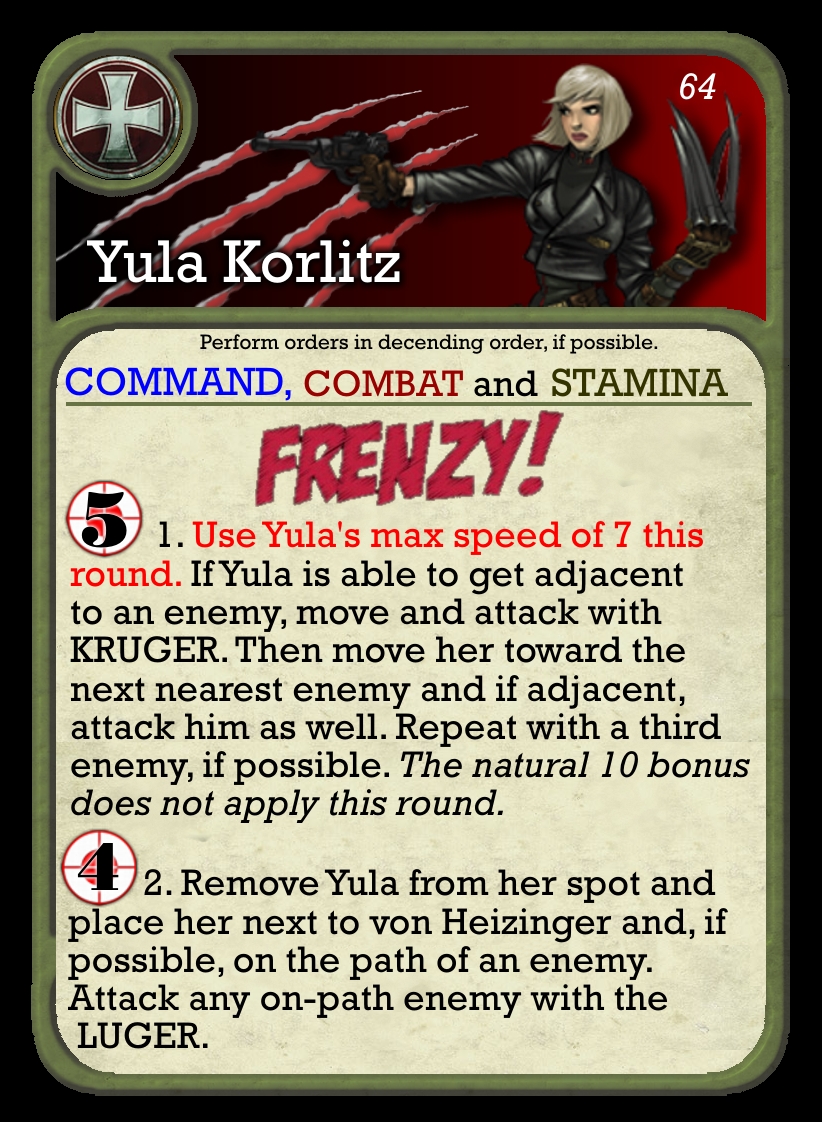 64
Yula Korlitz
Perform orders in decending order, if possible.
COMMAND, COMBAT and STAMINA
FRENZY!
5 1. Use Yula's max speed of 7 this
round. If Yula is able to get adjacent
to an enemy, move and attack with
KRUGER. Then move her toward the
next nearest enemy and if adjacent,
attack him as well. Repeat with a third
enemy, if possible. The natural 10 bonus
does not apply this round.
4 2. Remove Yula from her spot and
place her next to von Heizinger and, if
possible, on the path of an enemy.
Attack any on-path enemy with the
LUGER.